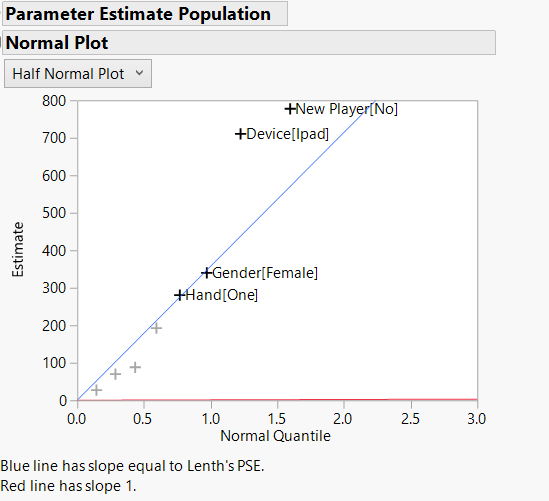 Parameter Estimate Population
Normal Plot
Half Normal Plot
800
New Player[No]
700
Device[Ipad]
600
500
400
Gender[Female]
300
Hand[One]
200
100
0
Estimate
0.0 0.5 1.0 1.5 2.0 2.5 3.0
Normal Quantile
Blue line has slope equal to Lenth's PSE.
Red line has slope 1.